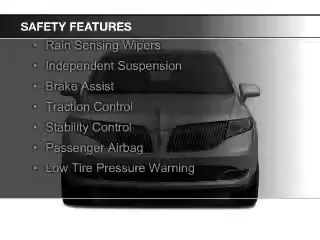 SAFETY FEATURES
• Rain Sensing Wipers
• Independent Suspension
• Brake Assist
• Traction Control
• Stability Control
• Passenger Airbag
• Low Tire Pressure Warning